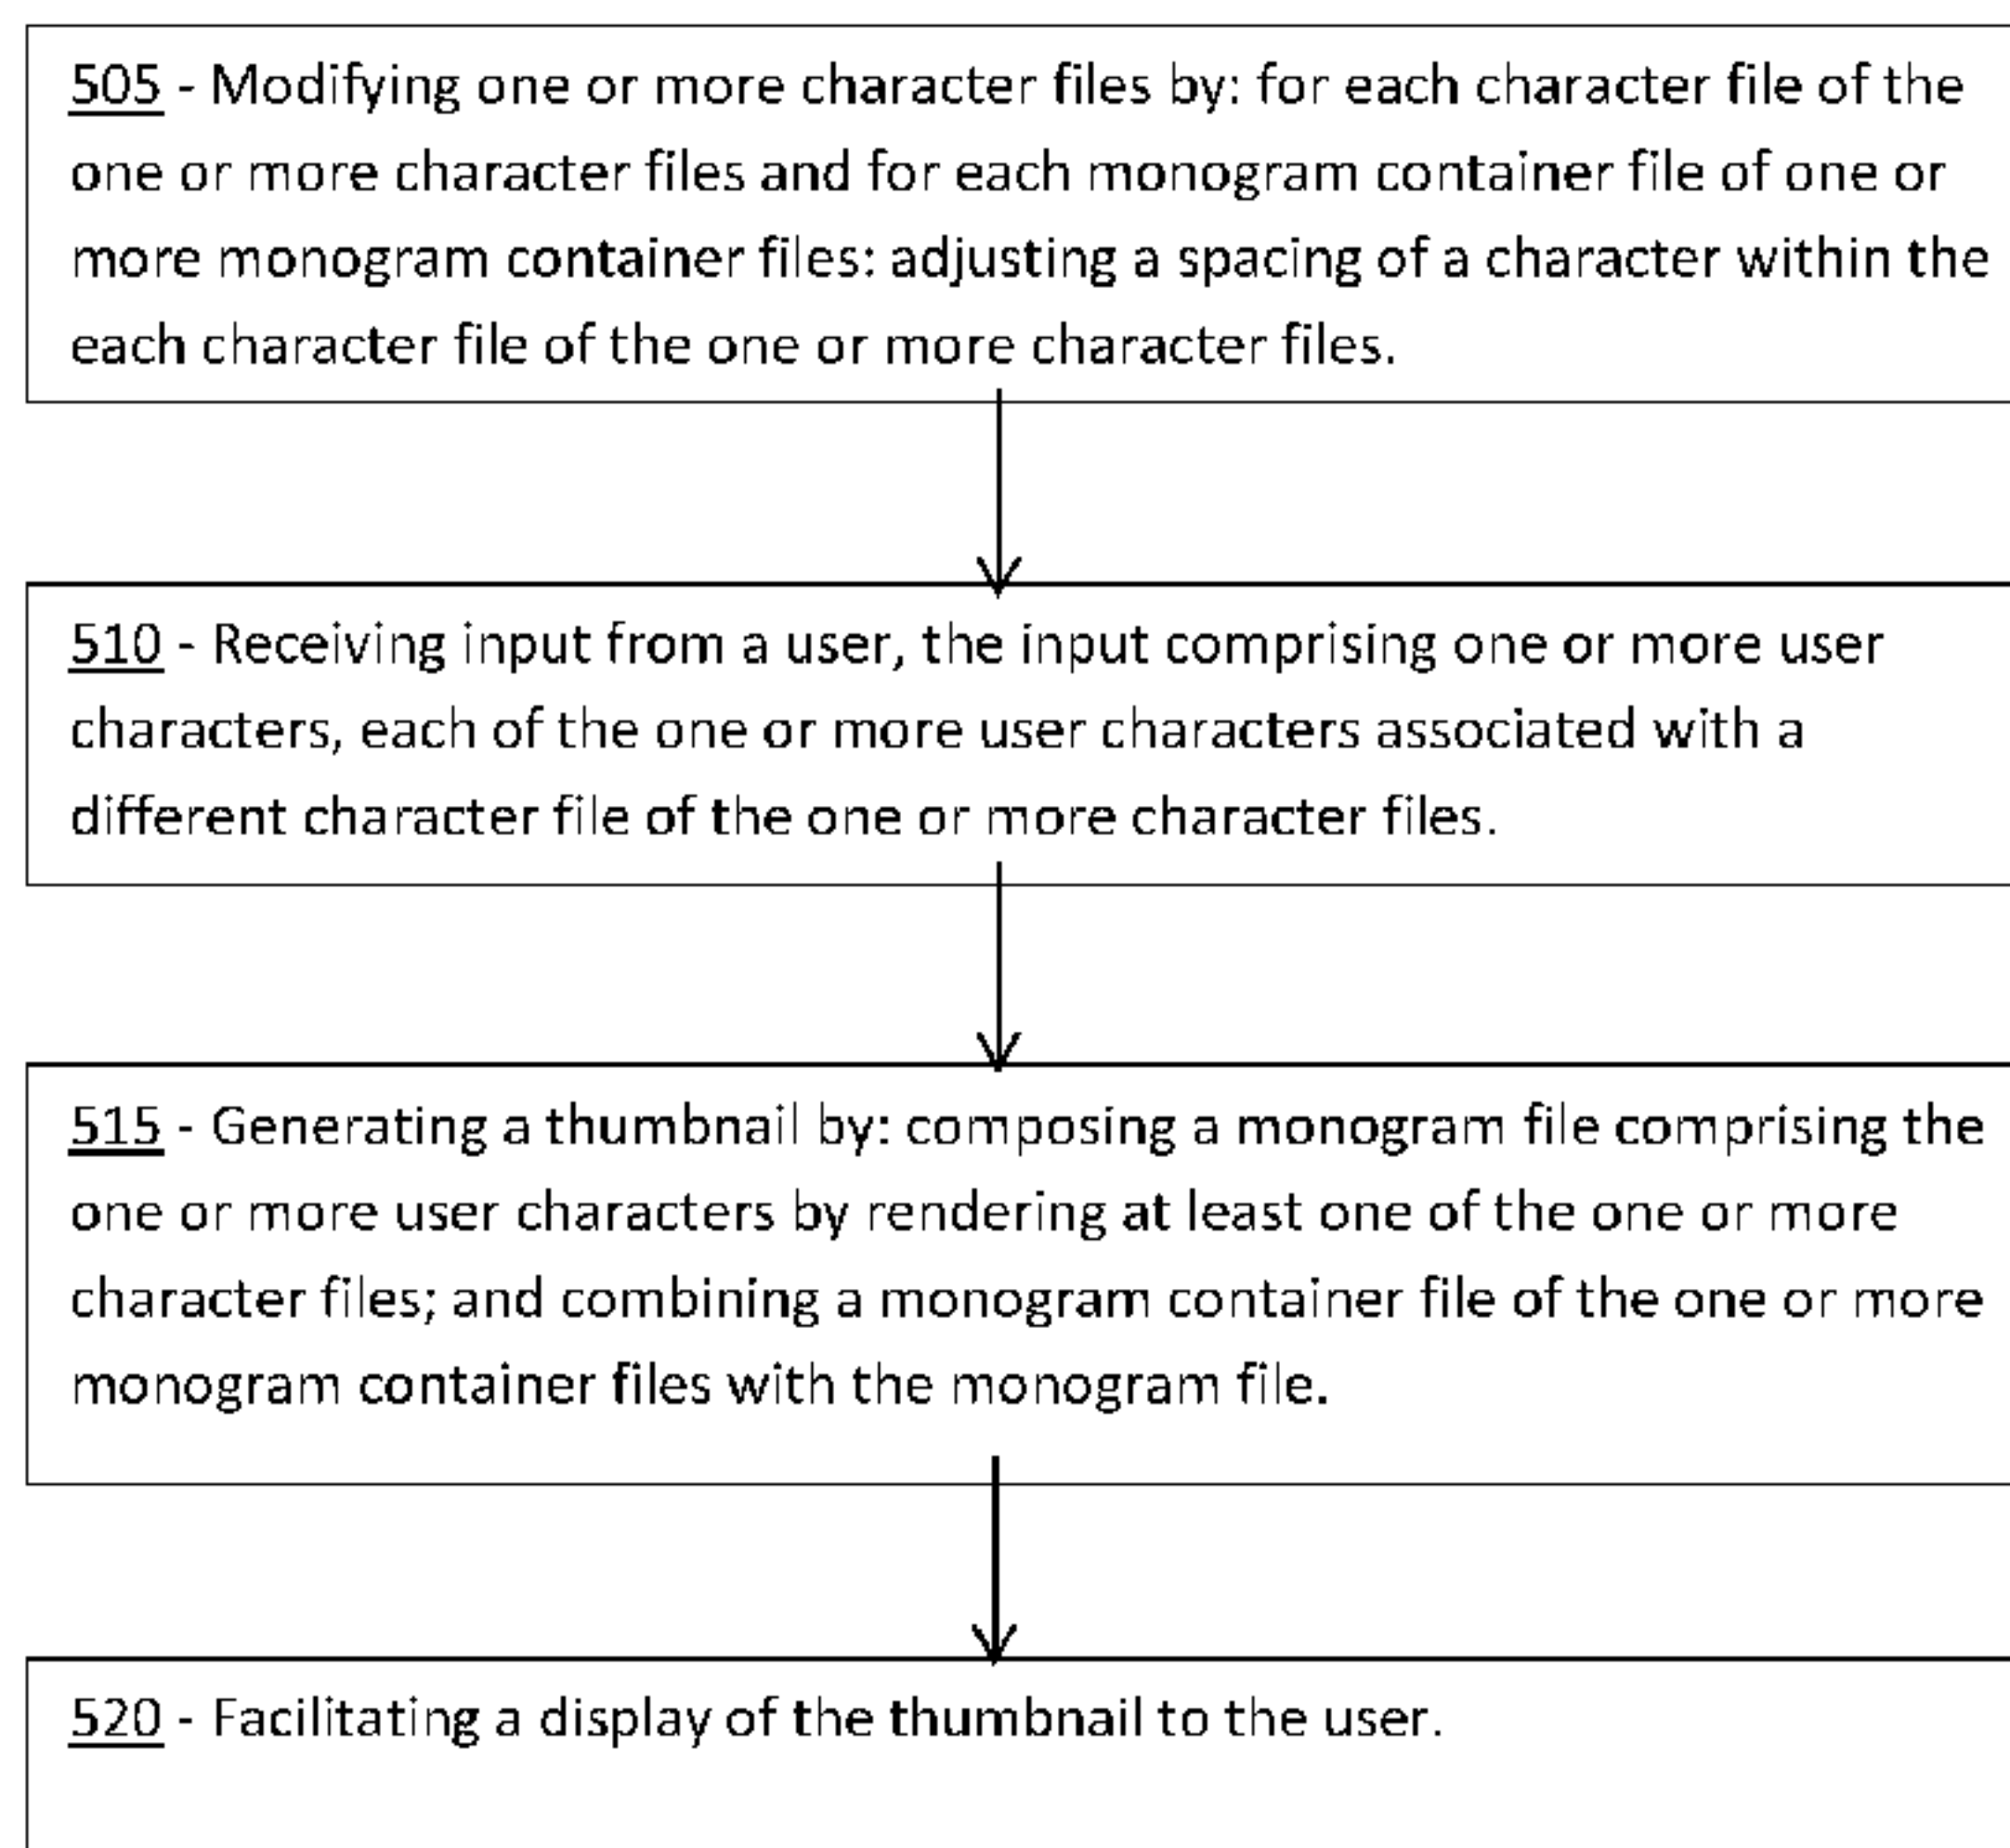 505 - Modifying one or more character files by: for each character file of the
one or more character files and for each monogram container file of one or
more monogram container files: adjusting a spacing of a character within the
each character file of the one or more character files.
510 - Receiving input from a user, the input comprising one or more user
characters, each of the one or more user characters associated with a
different character file of the one or more character files.
515 - Generating a thumbnail by: composing a monogram file comprising the
one or more user characters by rendering at least one of the one or more
character files; and combining a monogram container file of the one or more
monogram container files with the monogram file.
520 - Facilitating a display of the thumbnail to the user.